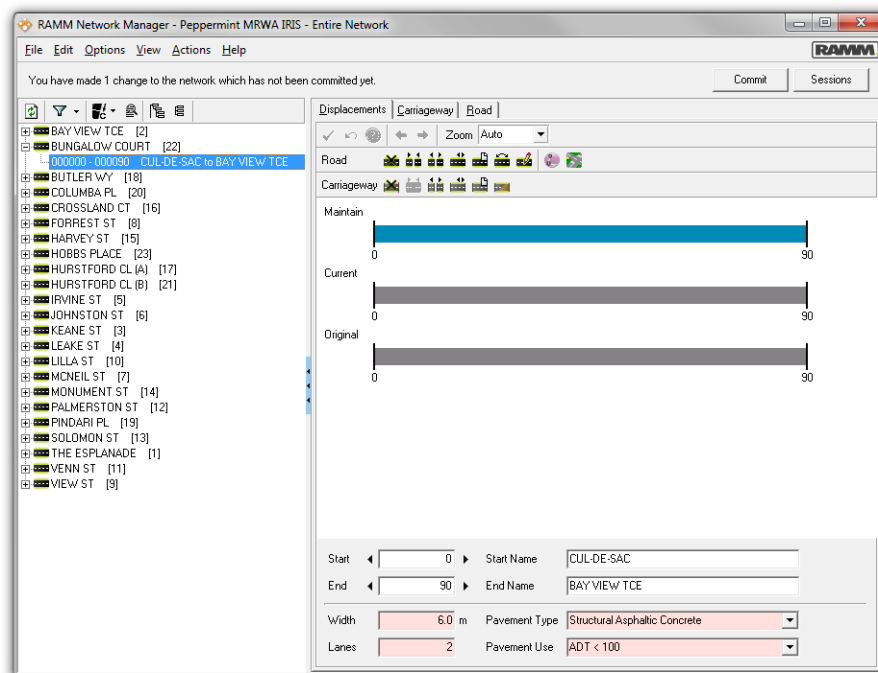 RAMM Network Manager - Peppermint MRWA IRIS - Entire Network
File Edit Options View Actions Help
RAMM
You have made 1 change to the network which has not been committed yet.
Commit
Sessions
BAY VIEW TCE [2]
BUNGALOW COURT [22]
000000 - 000090 CUL-DE-SAC to BAY VIEW TCE
BUTLER WY [18]
COLUMBA PL [20]
CROSSLAND CT [16]
FORREST ST [8]
HARVEY ST [15]
HOBBS PLACE [23]
HURSTFORD CL (A) [17]
HURSTFORD CL (B) [21]
IRVINE ST [5]
JOHNSTON ST [6]
KEANE ST [3]
LEAKE ST [4]
LILLA ST [10]
MCNEIL ST [7]
MONUMENT ST [14]
PALMERSTON ST [12]
PINDARI PL [19]
SOLOMON ST [13]
THE ESPLANADE [1]
VENN ST [11]
VIEW ST [9]
Displacements Carriageway Road
Zoom Auto
Road
Carriageway
Maintain
0 90
Current
0 90
Original
0 90
Start 0 Start Name CUL-DE-SAC
End 90 End Name BAY VIEW TCE
Width 6.0 m Pavement Type Structural Asphaltic Concrete
Lanes 2 Pavement Use ADT < 100